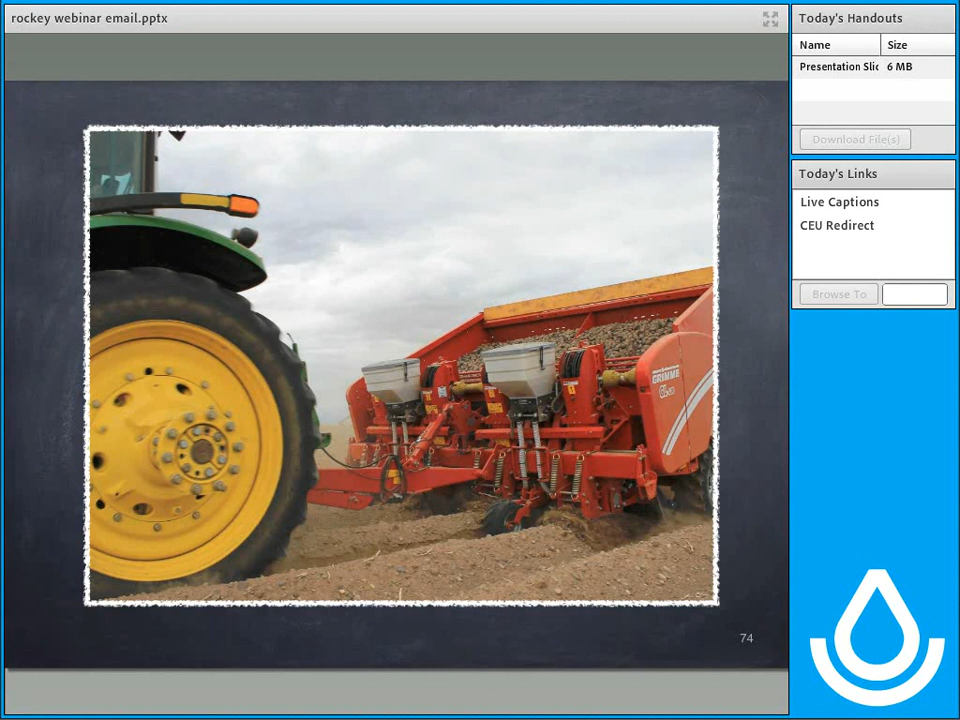 rockey webinar email.pptx
Today's Handouts
Name Size
Presentation Slic 6 MB
Download File(s)
Today's Links
Live Captions
CEU Redirect
Browse To
GRIMME
74